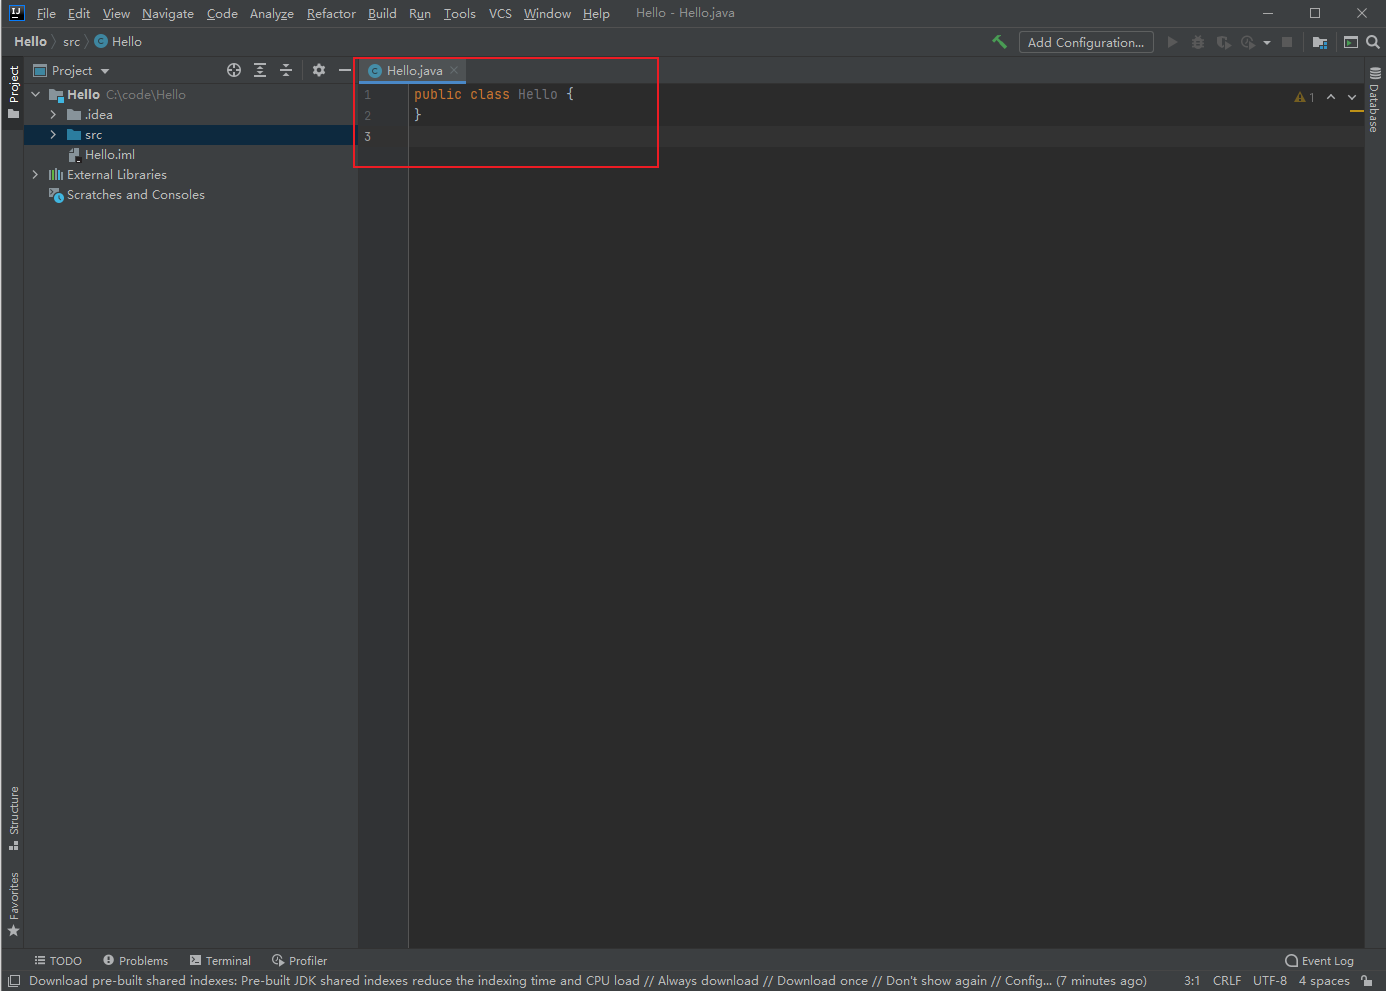 IJ File Edit View Navigate Code Analyze Refactor Build Run Tools VCS Window Help Hello - Hello.java
Hello src C Hello Add Configuration...
Project
Project
C Hello.java
Hello C:\code\Hello
.idea
src
Hello.iml
External Libraries
Scratches and Consoles
1 public class Hello {
2 }
3
1
Database
Structure
Favorites
TODO Problems Terminal Profiler Event Log
Download pre-built shared indexes: Pre-built JDK shared indexes reduce the indexing time and CPU load // Always download // Download once // Don't show again // Config... (7 minutes ago) 3:1 CRLF UTF-8 4 spaces